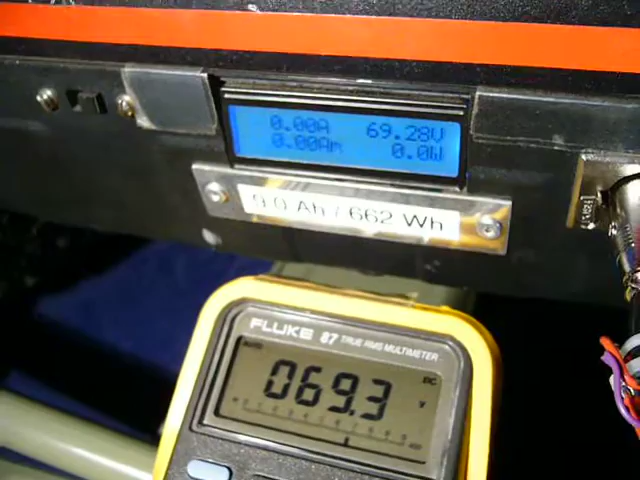 0.00A 69.28V
0.00Ah 0.0W
9.0 Ah / 662 Wh
FLUKE 87 TRUE RMS MULTIMETER
069.3
V